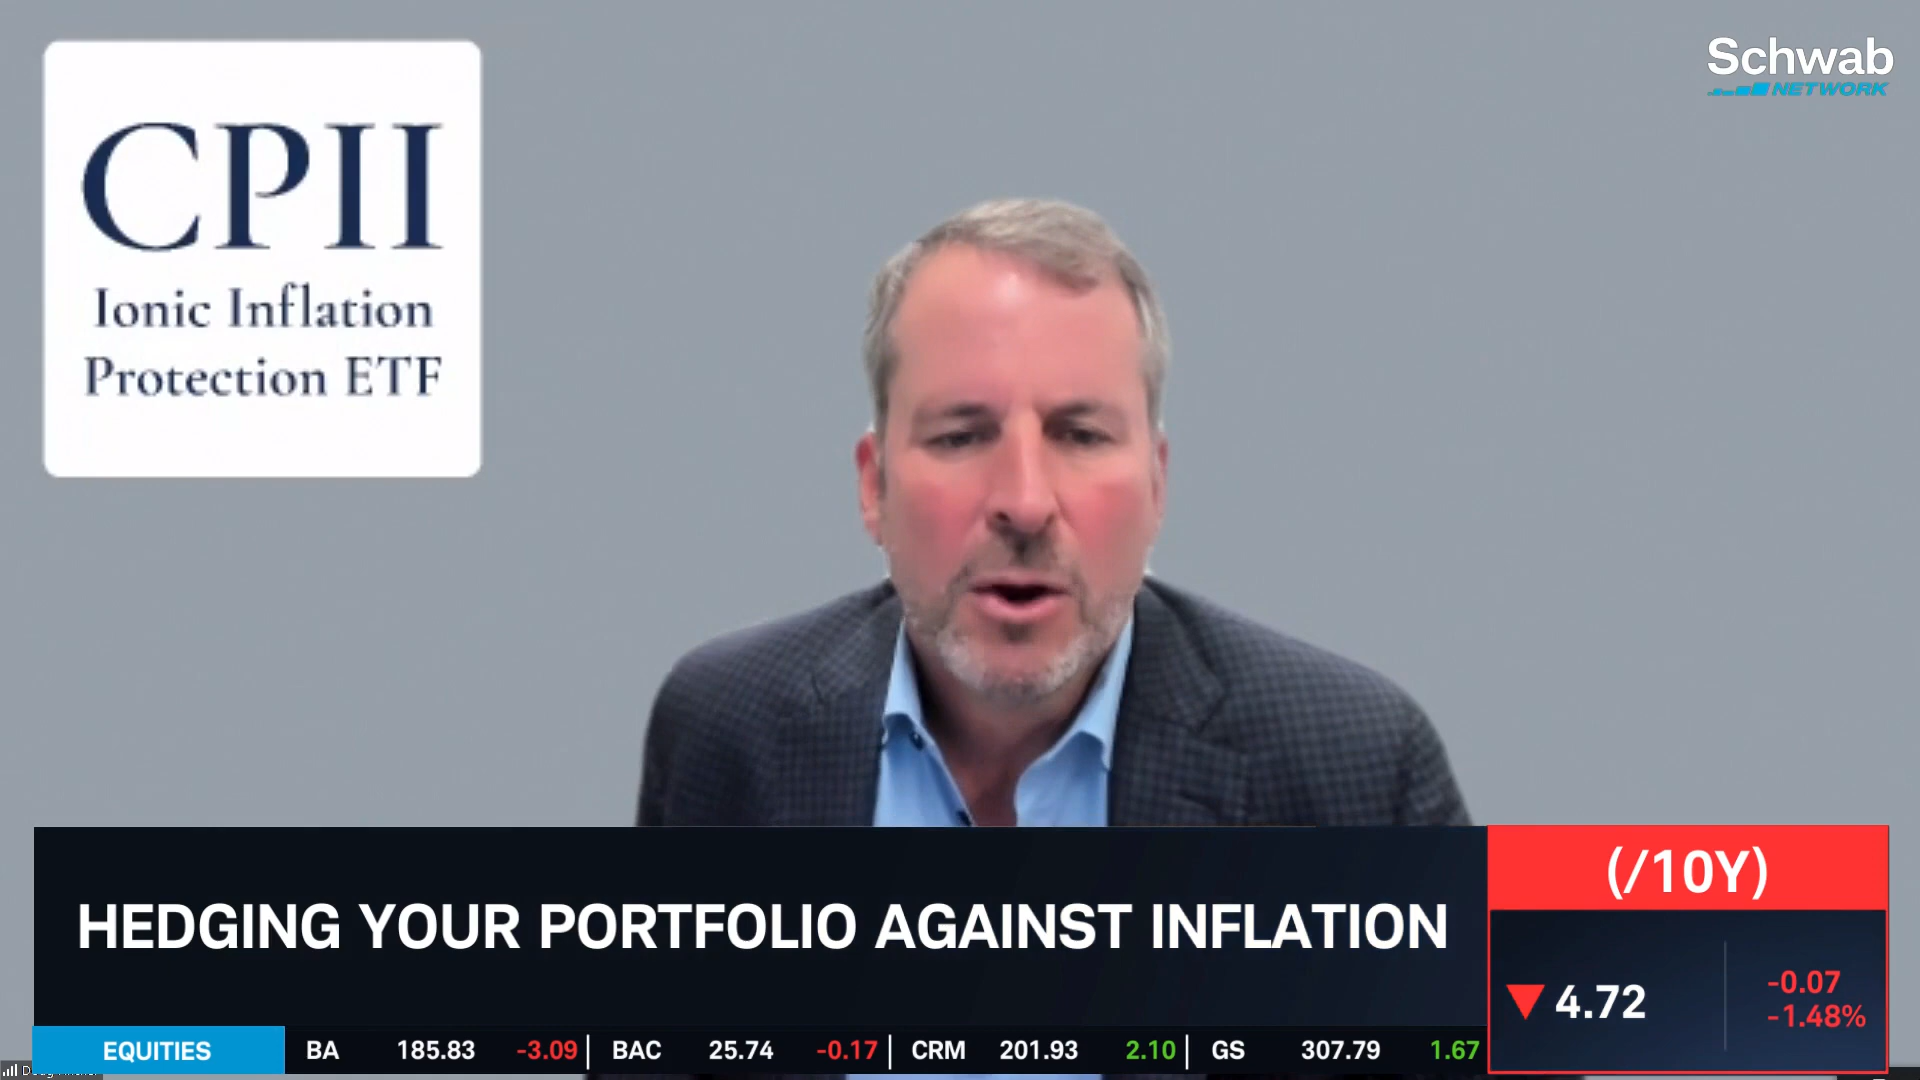 CPII
Ionic Inflation
Protection ETF
Schwab
NETWORK
HEDGING YOUR PORTFOLIO AGAINST INFLATION
(/10Y)
4.72
-0.07
-1.48%
EQUITIES BA 185.83 -3.09 BAC 25.74 -0.17 CRM 201.93 2.10 GS 307.79 1.67